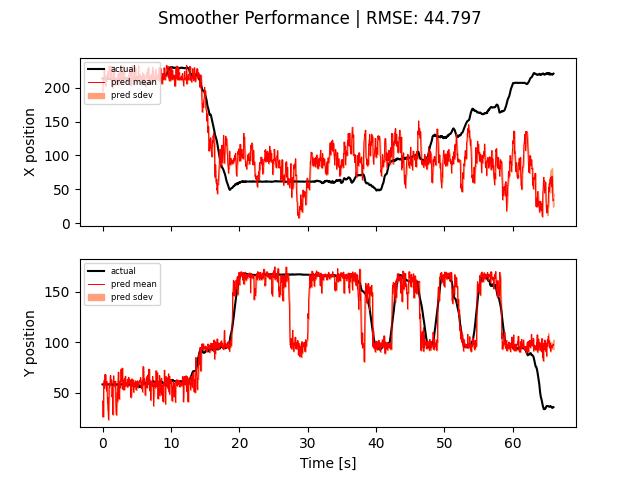 Smoother Performance | RMSE: 44.797
actual
pred mean
pred sdev
X position
200
150
100
50
0
actual
pred mean
pred sdev
Y position
150
100
50
0
10
20
30
40
50
60
Time [s]